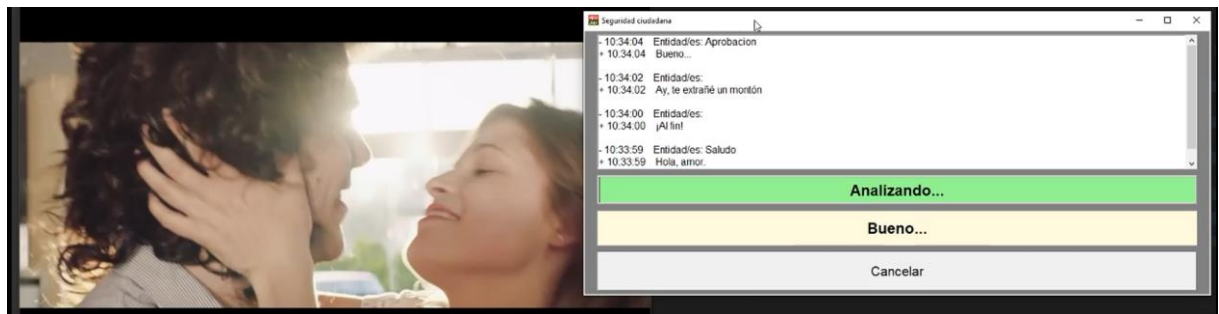 Seguridad ciudadana
- 10:34:04 Entidad/es: Aprobacion
+ 10.34.04 Bueno...
- 10:34:02 Entidad/es:
+ 10.34.02 Ay, te extrañé un montón
- 10:34:00 Entidad/es:
+ 10.34.00 ¡Al fin!
- 10:33:59 Entidad/es: Saludo
+ 10.33.59 Hola, amor.
Analizando...
Bueno...
Cancelar